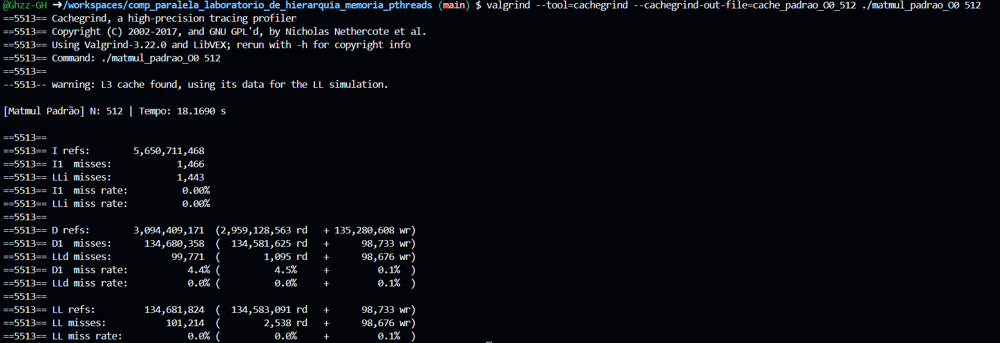 @Ghzz-GH ➜/workspaces/comp_paralela_laboratorio_de_hierarquia_memoria_pthreads (main) $ valgrind --tool=cachegrind --cachegrind-out-file=cache_padrao_O0_512 ./matmul_padrao_O0 512
==5513== Cachegrind, a high-precision tracing profiler
==5513== Copyright (C) 2002-2017, and GNU GPL'd, by Nicholas Nethercote et al.
==5513== Using Valgrind-3.22.0 and LibVEX; rerun with -h for copyright info
==5513== Command: ./matmul_padrao_O0 512
==5513==
--5513-- warning: L3 cache found, using its data for the LL simulation.
[Matmul Padrão] N: 512 | Tempo: 18.1690 s
==5513==
==5513== I refs:        5,650,711,468
==5513== I1  misses:            1,466
==5513== LLi misses:            1,443
==5513== I1  miss rate:          0.00%
==5513== LLi miss rate:          0.00%
==5513==
==5513== D refs:        3,094,409,171  (2,959,128,563 rd   + 135,280,608 wr)
==5513== D1  misses:      134,680,358  (  134,581,625 rd   +      98,733 wr)
==5513== LLd misses:           99,771  (        1,095 rd   +      98,676 wr)
==5513== D1  miss rate:           4.4% (          4.5%     +         0.1%  )
==5513== LLd miss rate:           0.0% (          0.0%     +         0.1%  )
==5513==
==5513== LL refs:         134,681,824  (  134,583,091 rd   +      98,733 wr)
==5513== LL misses:           101,214  (        2,538 rd   +      98,676 wr)
==5513== LL miss rate:            0.0% (          0.0%     +         0.1%  )